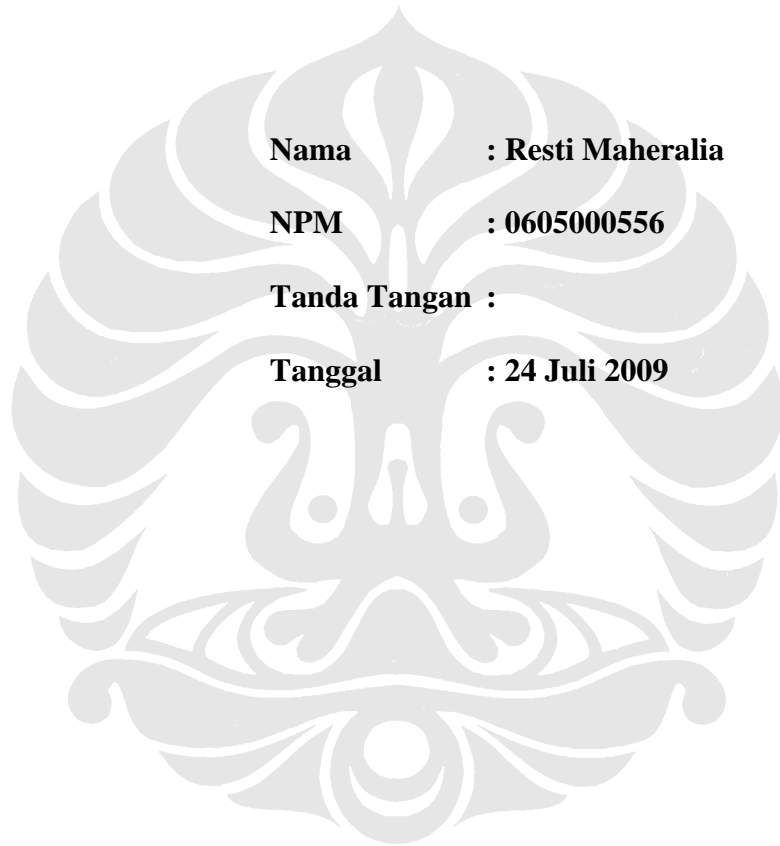 Nama : Resti Maheralia
NPM : 0605000556
Tanda Tangan :
Tanggal : 24 Juli 2009